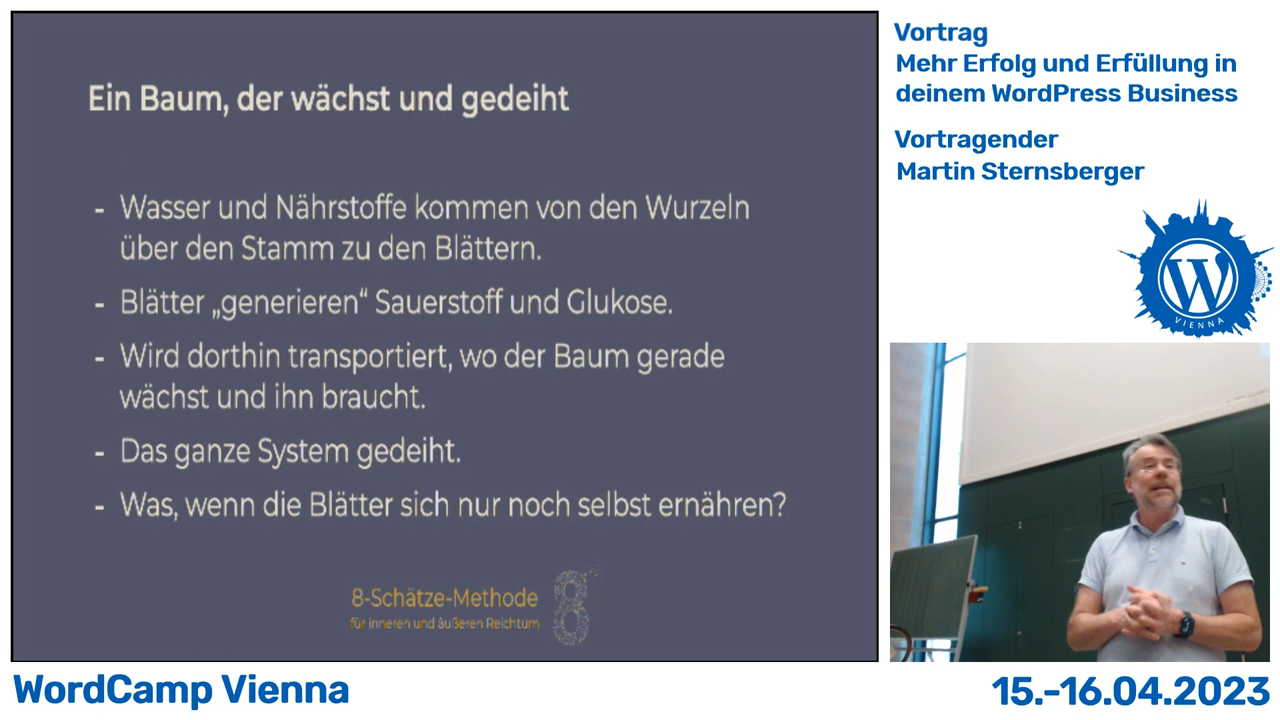 Ein Baum, der wächst und gedeiht
- Wasser und Nährstoffe kommen von den Wurzeln
über den Stamm zu den Blättern.
- Blätter „generieren“ Sauerstoff und Glukose.
- Wird dorthin transportiert, wo der Baum gerade
wächst und ihn braucht.
- Das ganze System gedeiht.
- Was, wenn die Blätter sich nur noch selbst ernähren?
8-Schätze-Methode
für inneren und äußeren Reichtum
8
Vortrag
Mehr Erfolg und Erfüllung in
deinem WordPress Business
Vortragender
Martin Sternsberger
W
VIENNA
WordCamp Vienna
15.-16.04.2023